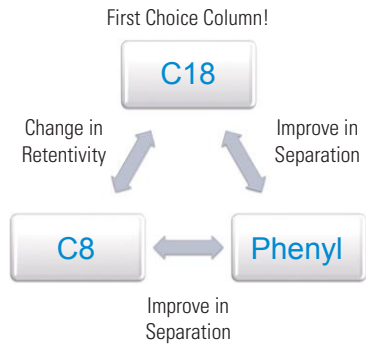 First Choice Column!
C18
Change in
Retentivity
Improve in
Separation
C8
Phenyl
Improve in
Separation